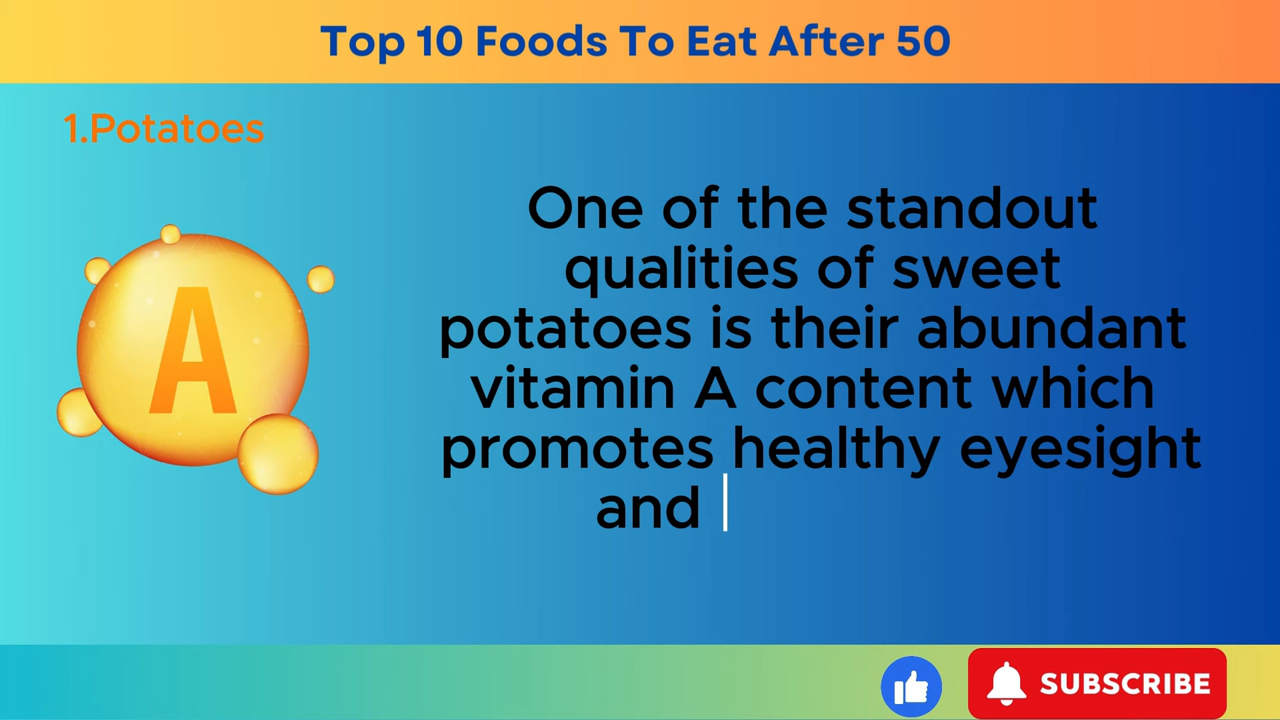 Top 10 Foods To Eat After 50
1.Potatoes
A
One of the standout
qualities of sweet
potatoes is their abundant
vitamin A content which
promotes healthy eyesight
and
SUBSCRIBE